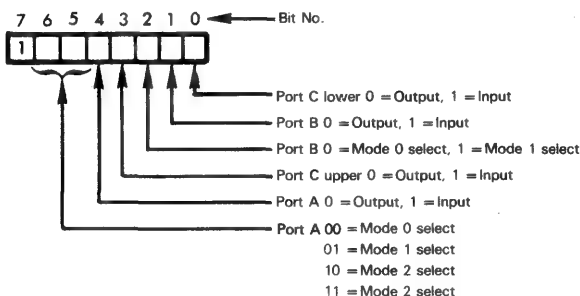 7 6 5 4 3 2 1 0 Bit No.
1
Port C lower 0 = Output, 1 = Input
Port B 0 = Output, 1 = Input
Port B 0 = Mode 0 select, 1 = Mode 1 select
Port C upper 0 = Output, 1 = Input
Port A 0 = Output, 1 = Input
Port A 00 = Mode 0 select
01 = Mode 1 select
10 = Mode 2 select
11 = Mode 2 select